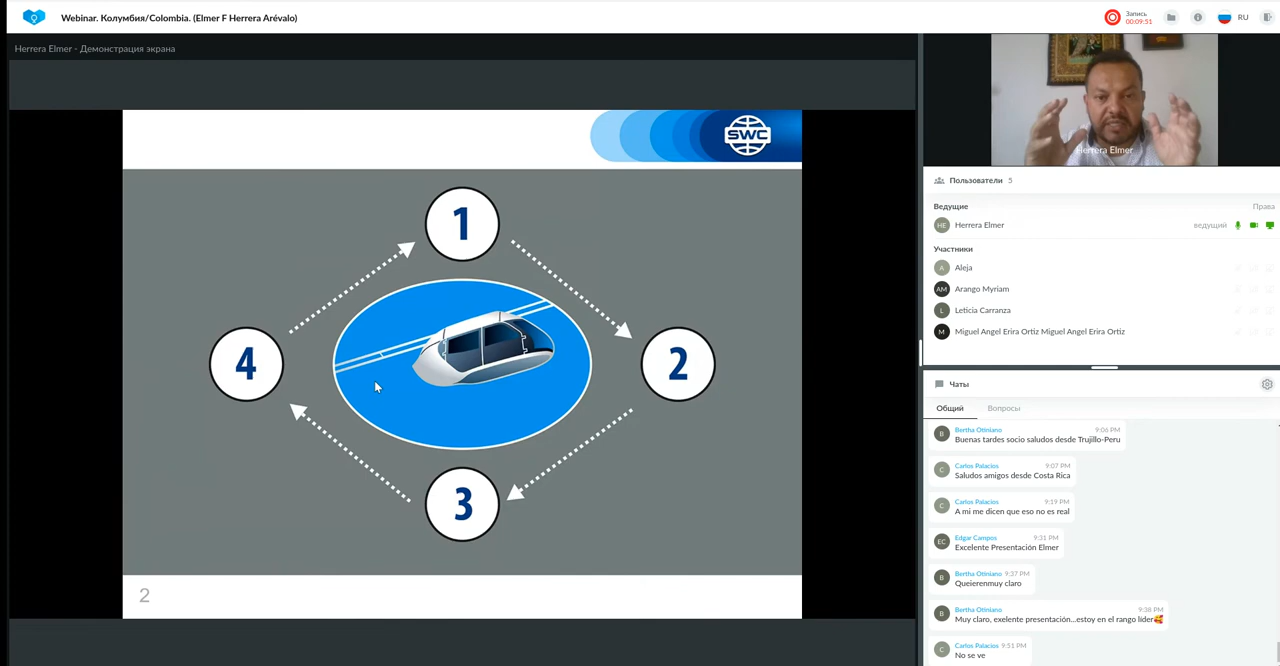 Webinar. Колумбия/Colombia. (Elmer F Herrera Arévalo)
Запись
00:09:51
RU
Herrera Elmer - Демонстрация экрана
SWC
1
2
3
4
2
Herrera Elmer
Пользователи 5
Ведущие Права
HE Herrera Elmer ведущий
Участники
A Aleja
AM Arango Myriam
L Leticia Carranza
M Miguel Angel Erira Ortiz Miguel Angel Erira Ortiz
Чаты
Общий Вопросы
B Bertha Otiniano 9:06 PM
Buenas tardes socio saludos desde Trujillo-Peru
C Carlos Palacios 9:07 PM
Saludos amigos desde Costa Rica
C Carlos Palacios 9:19 PM
A mi me dicen que eso no es real
EC Edgar Campos 9:31 PM
Excelente Presentación Elmer
B Bertha Otiniano 9:37 PM
Queierenmuy claro
B Bertha Otiniano 9:38 PM
Muy claro, exelente presentación...estoy en el rango líder🥰
C Carlos Palacios 9:51 PM
No se ve